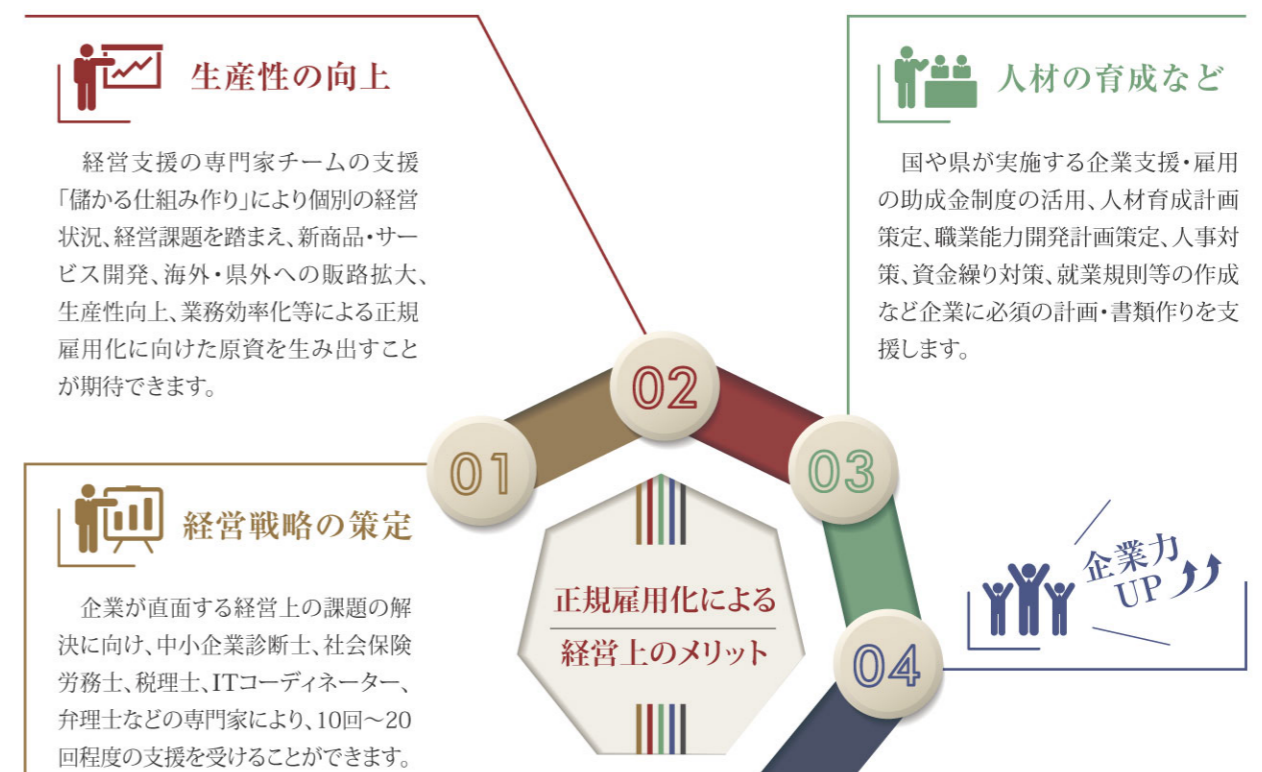 生産性の向上
　経営支援の専門家チームの支援
「儲かる仕組み作り」により個別の経営
状況、経営課題を踏まえ、新商品・サー
ビス開発、海外・県外への販路拡大、
生産性向上、業務効率化等による正規
雇用化に向けた原資を生み出すこと
が期待できます。
人材の育成など
　国や県が実施する企業支援・雇用
の助成金制度の活用、人材育成計画
策定、職業能力開発計画策定、人事対
策、資金繰り対策、就業規則等の作成
など企業に必須の計画・書類作りを支
援します。
02
01
03
経営戦略の策定
　企業が直面する経営上の課題の解
決に向け、中小企業診断士、社会保険
労務士、税理士、ITコーディネーター、
弁理士などの専門家により、10回～20
回程度の支援を受けることができます。
正規雇用化による
経営上のメリット
04
企業力
UP